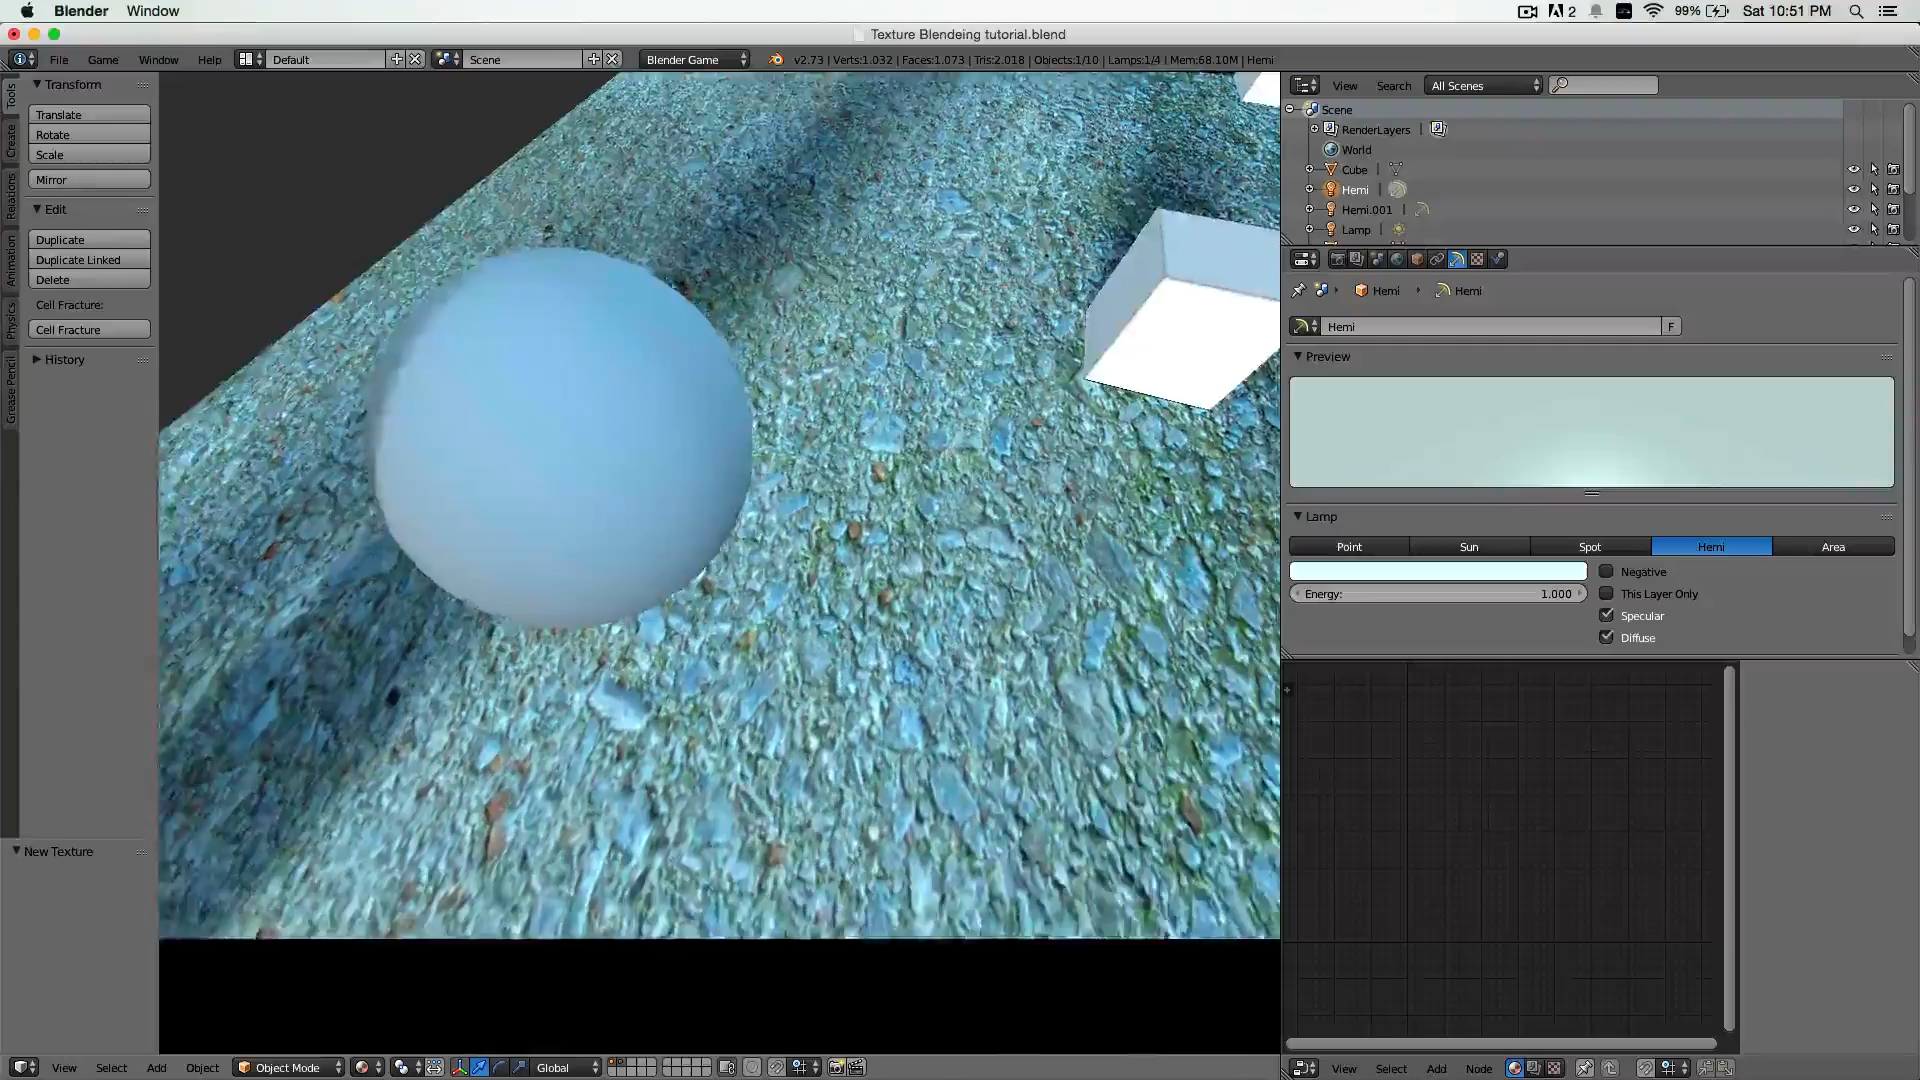 Blender Window 2 99% Sat 10:51 PM
Texture Blendeing tutorial.blend
File Game Window Help Default Scene Blender Game v2.73 | Verts:1.032 | Faces:1.073 | Tris:2.018 | Objects:1/10 | Lamps:1/4 | Mem:68.10M | Hemi
Tools
Create
Relations
Animation
Physics
Grease Pencil
Transform
Translate
Rotate
Scale
Mirror
Edit
Duplicate
Duplicate Linked
Delete
Cell Fracture:
Cell Fracture
History
New Texture
View Search All Scenes
Scene
RenderLayers |
World
Cube |
Hemi |
Hemi.001 |
Lamp |
Hemi Hemi
Hemi F
Preview
Lamp
Point Sun Spot Hemi Area
Negative
Energy: 1.000 This Layer Only
Specular
Diffuse
View Select Add Object Object Mode Global
View Select Add Node